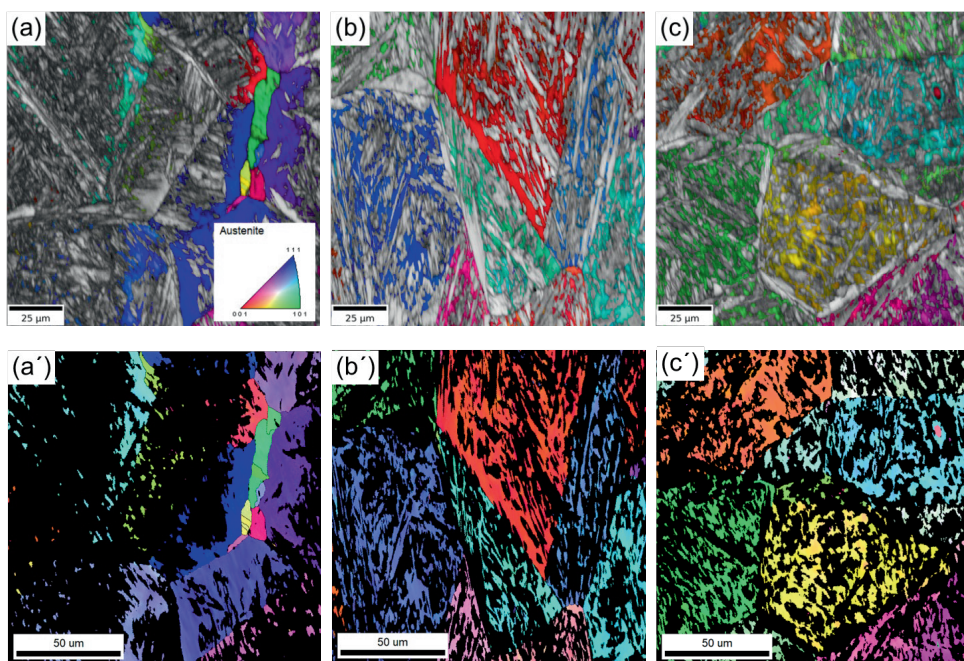 (a)
(b)
(c)
Austenite
1 1 1
0 0 1
1 0 1
25 µm
25 µm
25 µm
(a´)
(b´)
(c´)
50 um
50 um
50 um